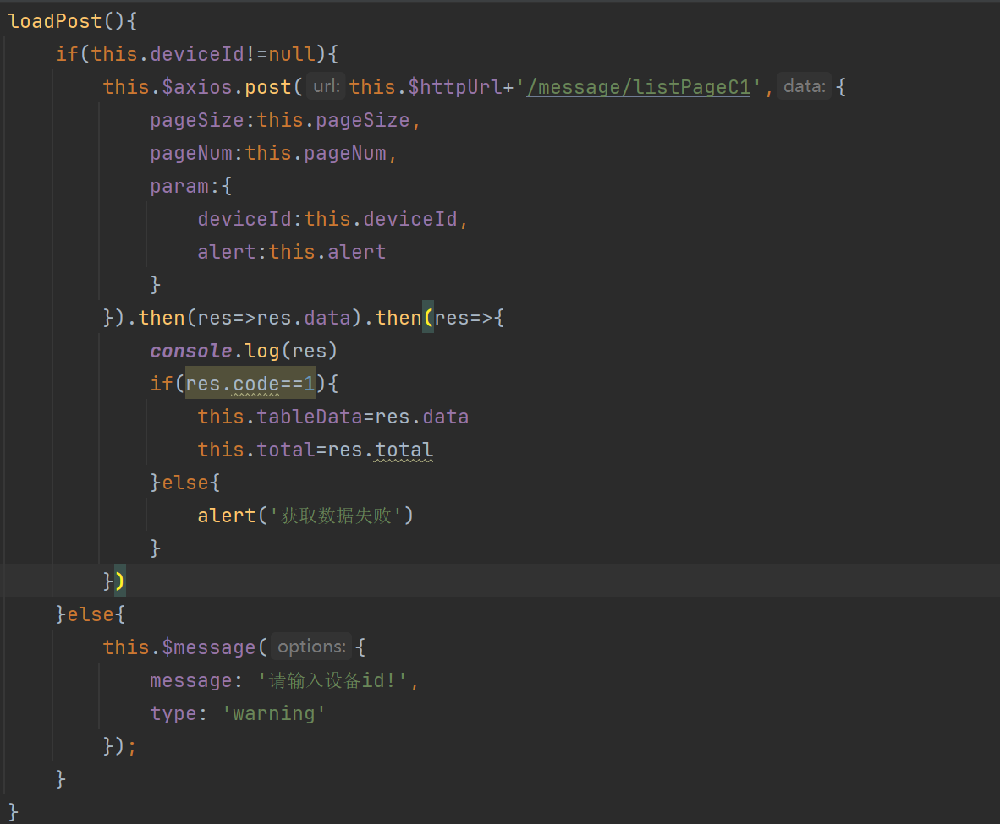 loadPost(){
if(this.deviceId!=null){
this.$axios.post( url: this.$httpUrl+'/message/listPageC1', data: {
pageSize:this.pageSize,
pageNum:this.pageNum,
param:{
deviceId:this.deviceId,
alert:this.alert
}
}).then(res=>res.data).then(res=>{
console.log(res)
if(res.code==1){
this.tableData=res.data
this.total=res.total
}else{
alert('获取数据失败')
}
})
}else{
this.$message( options: {
message: '请输入设备id!',
type: 'warning'
});
}
}